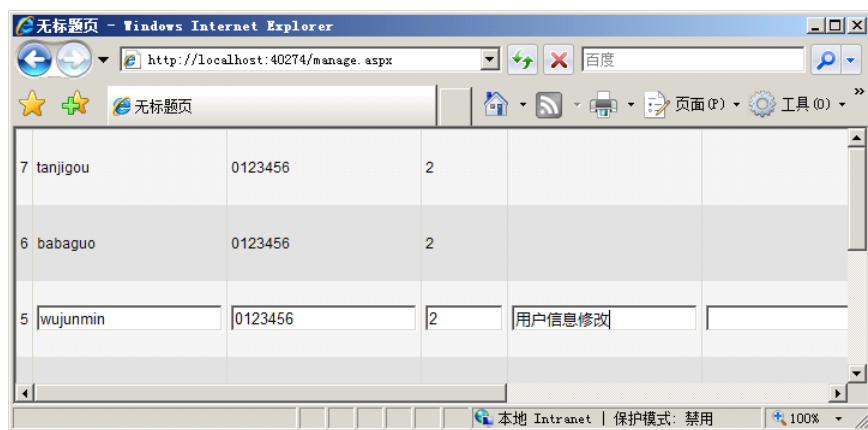 无标题页 - Windows Internet Explorer
http://localhost:40274/manage.aspx
百度
无标题页
页面(P)
工具(O)
»
7 tanjigou 0123456 2
6 babaguo 0123456 2
5 wujunmin 0123456 2 用户信息修改
本地 Intranet | 保护模式: 禁用
100%